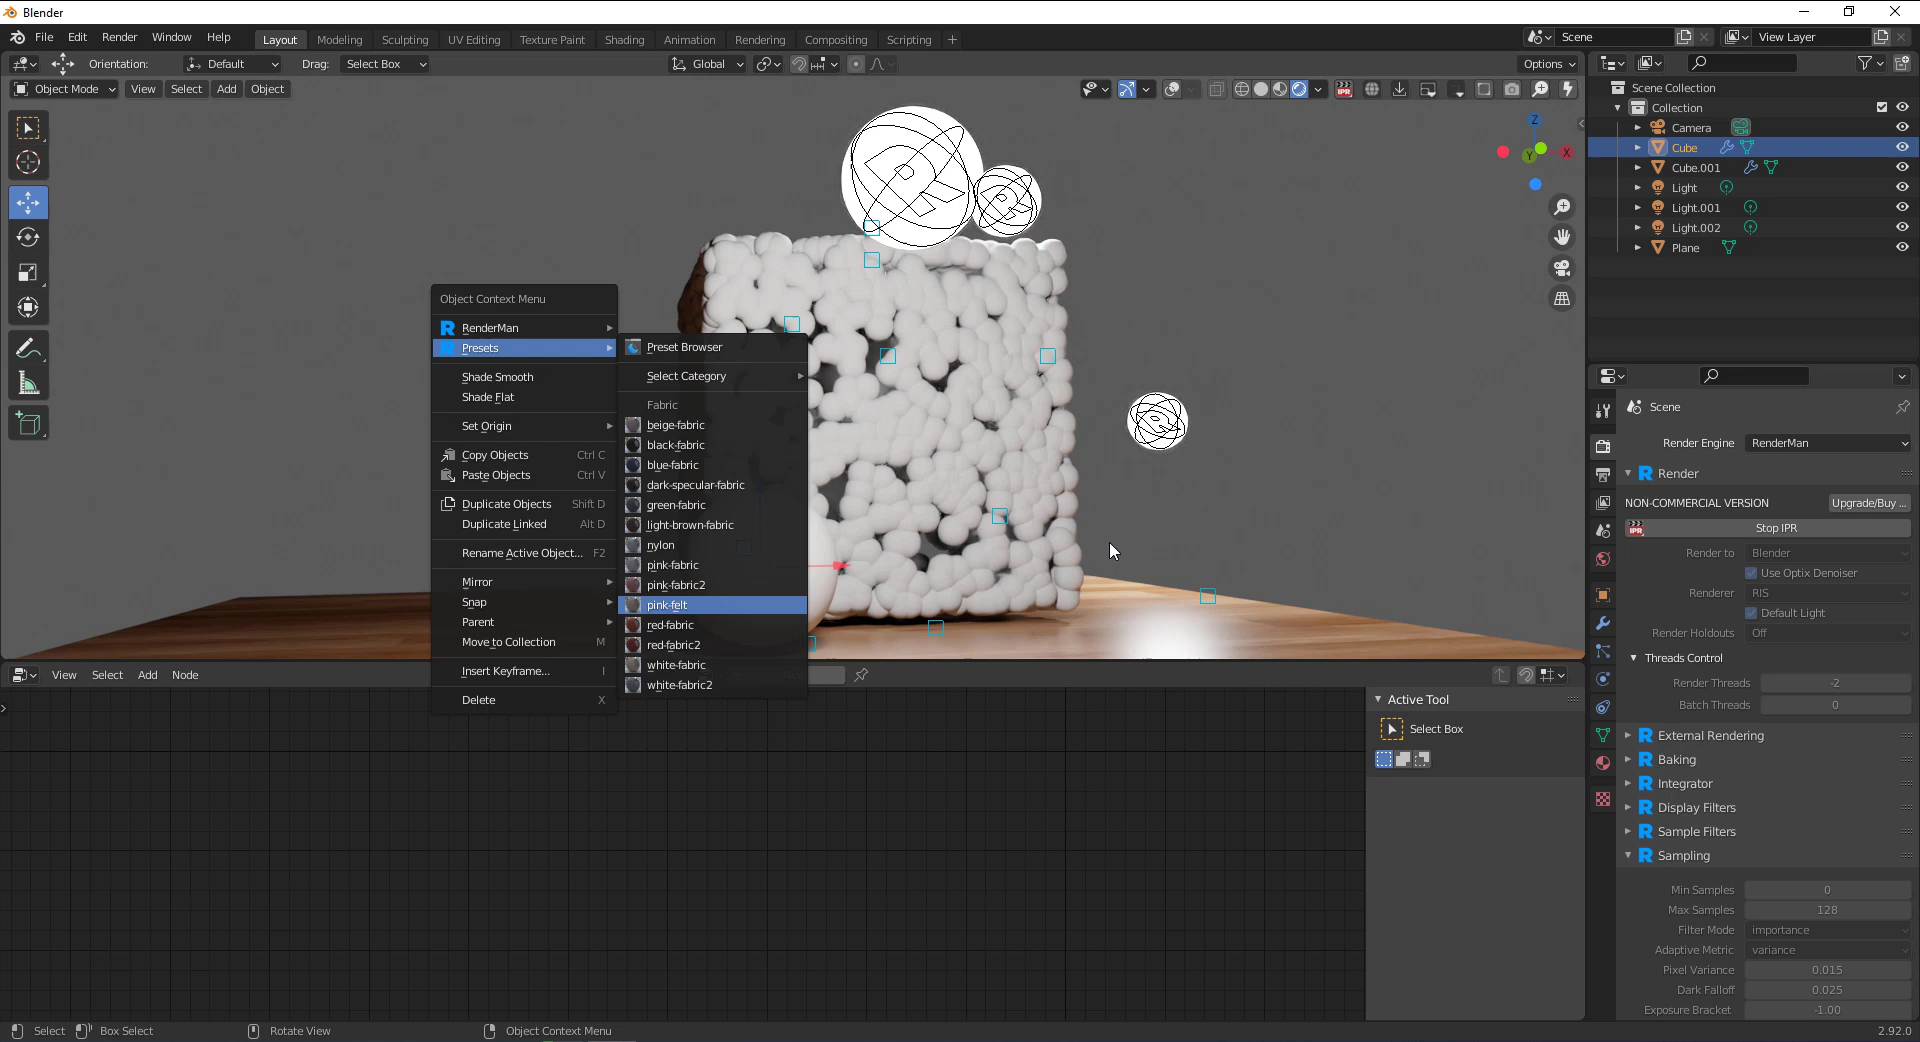 Blender
File Edit Render Window Help Layout Modeling Sculpting UV Editing Texture Paint Shading Animation Rendering Compositing Scripting Scene View Layer
Orientation: Default Drag: Select Box Global Options
Object Mode View Select Add Object IPR
Scene Collection
Collection
Camera
Cube
Cube.001
Light
Light.001
Light.002
Plane
Z
X
Y
Object Context Menu
RenderMan
Presets
Shade Smooth
Shade Flat
Set Origin
Copy Objects Ctrl C
Paste Objects Ctrl V
Duplicate Objects Shift D
Duplicate Linked Alt D
Rename Active Object... F2
Mirror
Snap
Parent
Move to Collection M
Insert Keyframe... I
Delete X
Preset Browser
Select Category
Fabric
beige-fabric
black-fabric
blue-fabric
dark-specular-fabric
green-fabric
light-brown-fabric
nylon
pink-fabric
pink-fabric2
pink-felt
red-fabric
red-fabric2
white-fabric
white-fabric2
Scene
Render Engine RenderMan
Render
NON-COMMERCIAL VERSION Upgrade/Buy ...
IPR Stop IPR
Render to Blender
Use Optix Denoiser
Renderer RIS
Default Light
Render Holdouts Off
Threads Control
Render Threads -2
Batch Threads 0
External Rendering
Baking
Integrator
Display Filters
Sample Filters
Sampling
Min Samples 0
Max Samples 128
Filter Mode importance
Adaptive Metric variance
Pixel Variance 0.015
Dark Falloff 0.025
Exposure Bracket -1.00
View Select Add Node
Active Tool
Select Box
Select Box Select Rotate View Object Context Menu 2.92.0